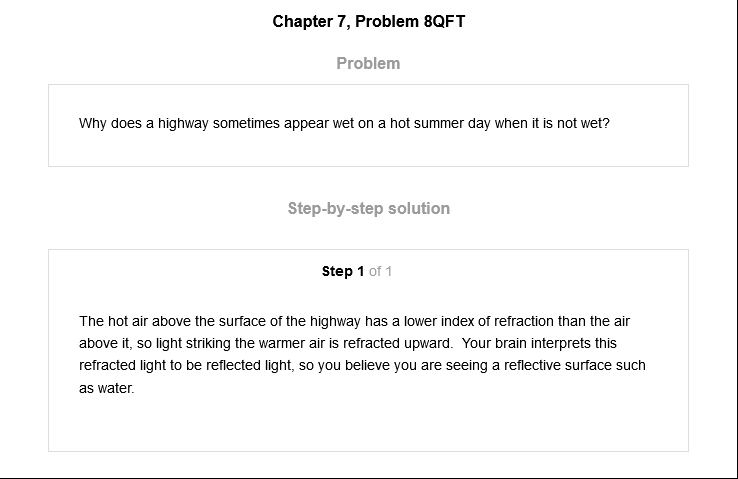 Chapter 7, Problem 8QFT
Problem
Why does a highway sometimes appear wet on a hot summer day when it is not wet?
Step-by-step solution
Step 1 of 1
The hot air above the surface of the highway has a lower index of refraction than the air
above it, so light striking the warmer air is refracted upward.  Your brain interprets this
refracted light to be reflected light, so you believe you are seeing a reflective surface such
as water.